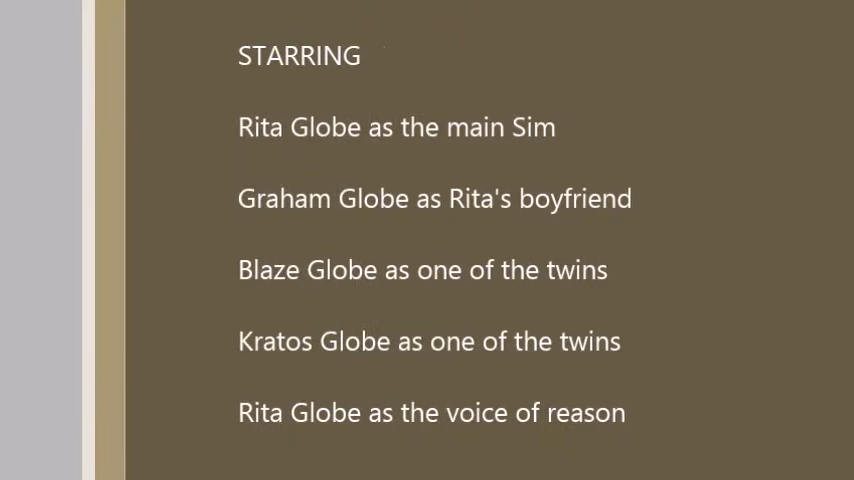 STARRING
Rita Globe as the main Sim
Graham Globe as Rita's boyfriend
Blaze Globe as one of the twins
Kratos Globe as one of the twins
Rita Globe as the voice of reason